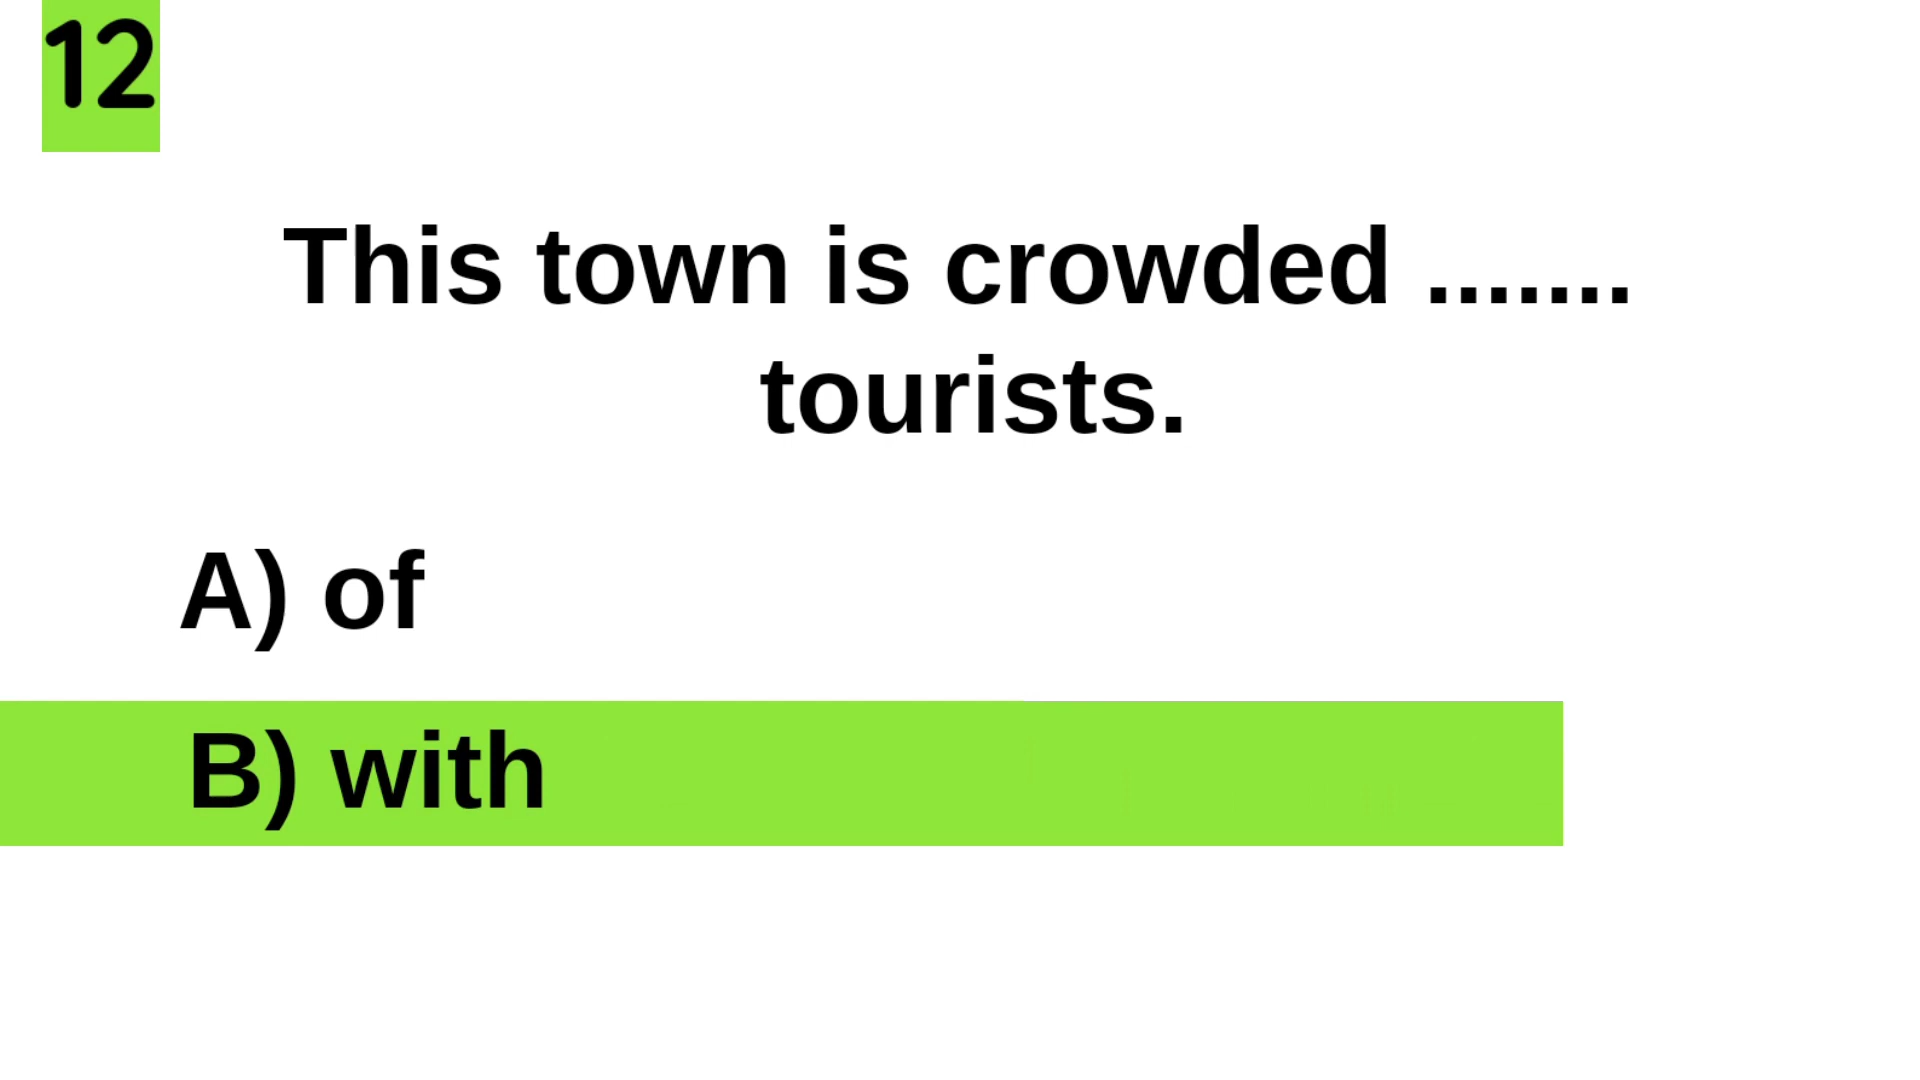 12
This town is crowded .......
tourists.
A) of
B) with